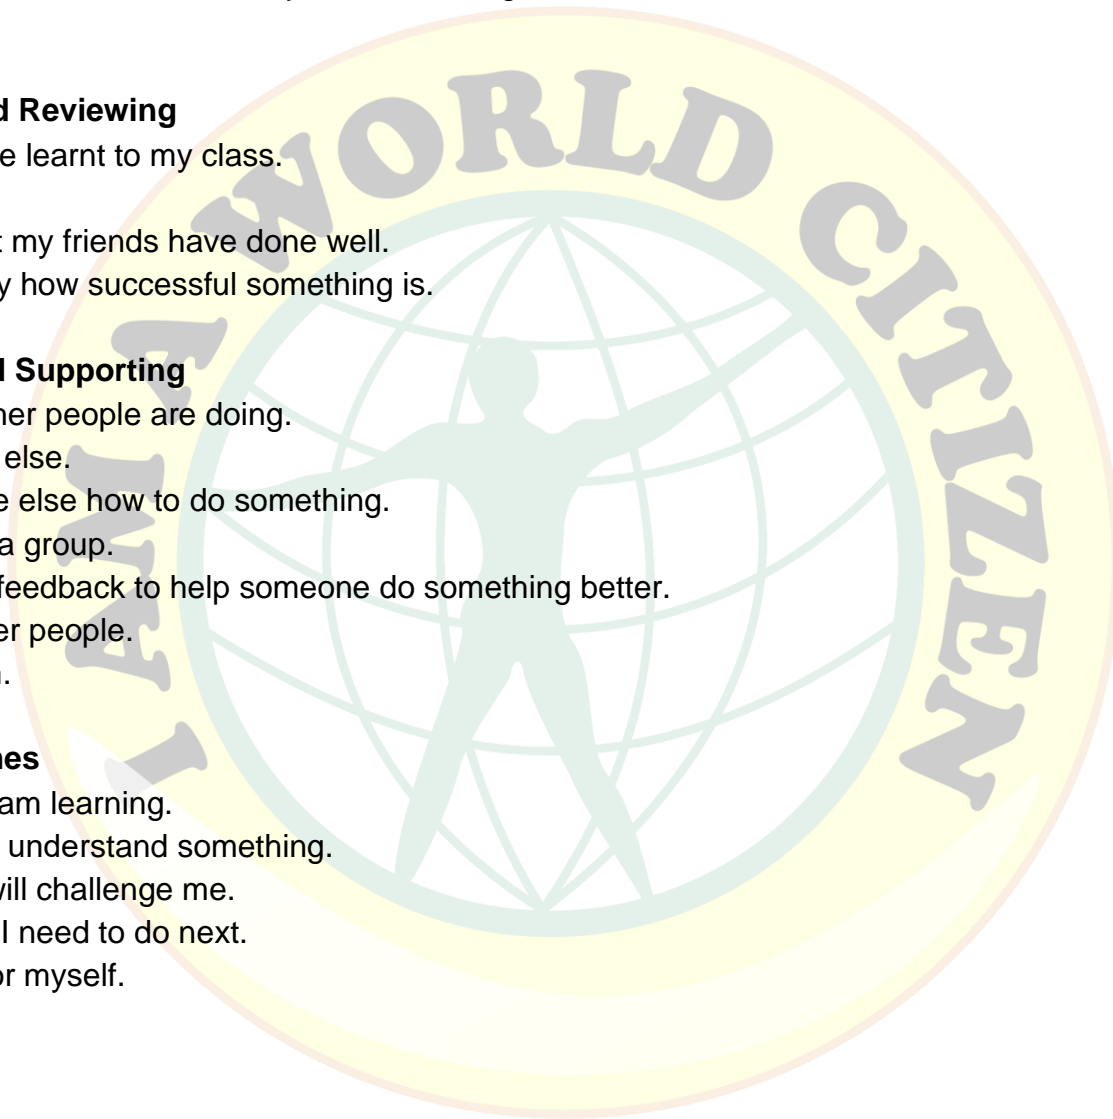 d Reviewing
e learnt to my class.
t my friends have done well.
y how successful something is.
d Supporting
her people are doing.
else.
e else how to do something.
a group.
feedback to help someone do something better.
er people.
nes
am learning.
understand something.
will challenge me.
I need to do next.
or myself.
I AM A WORLD CITIZEN